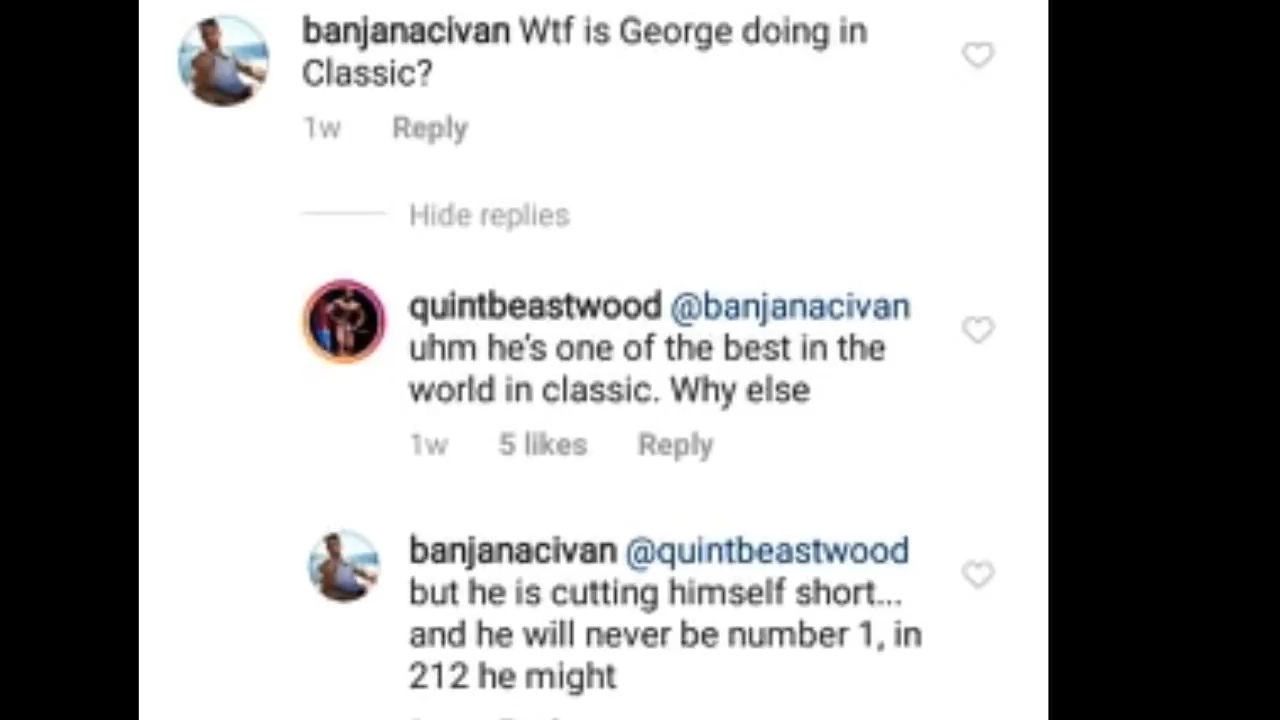 banjanacivan Wtf is George doing in
Classic?
1w Reply
Hide replies
quintbeastwood @banjanacivan
uhm he's one of the best in the
world in classic. Why else
1w 5 likes Reply
banjanacivan @quintbeastwood
but he is cutting himself short...
and he will never be number 1, in
212 he might